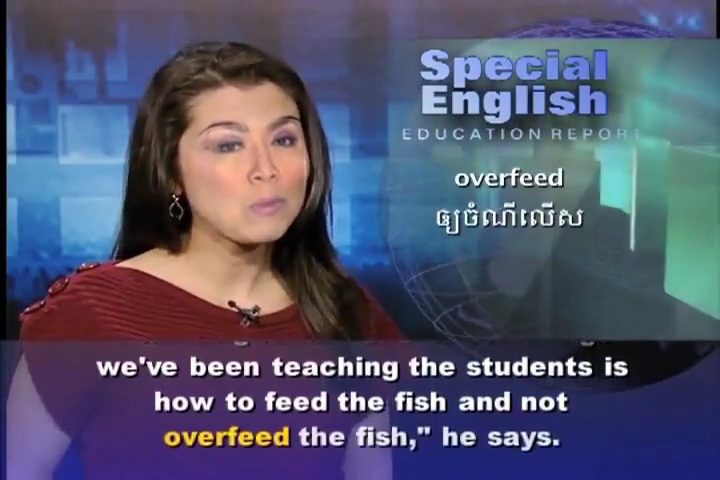 Special
English
EDUCATION REPORT
overfeed
ឲ្យចំណីលើស
we've been teaching the students is
how to feed the fish and not
overfeed the fish," he says.